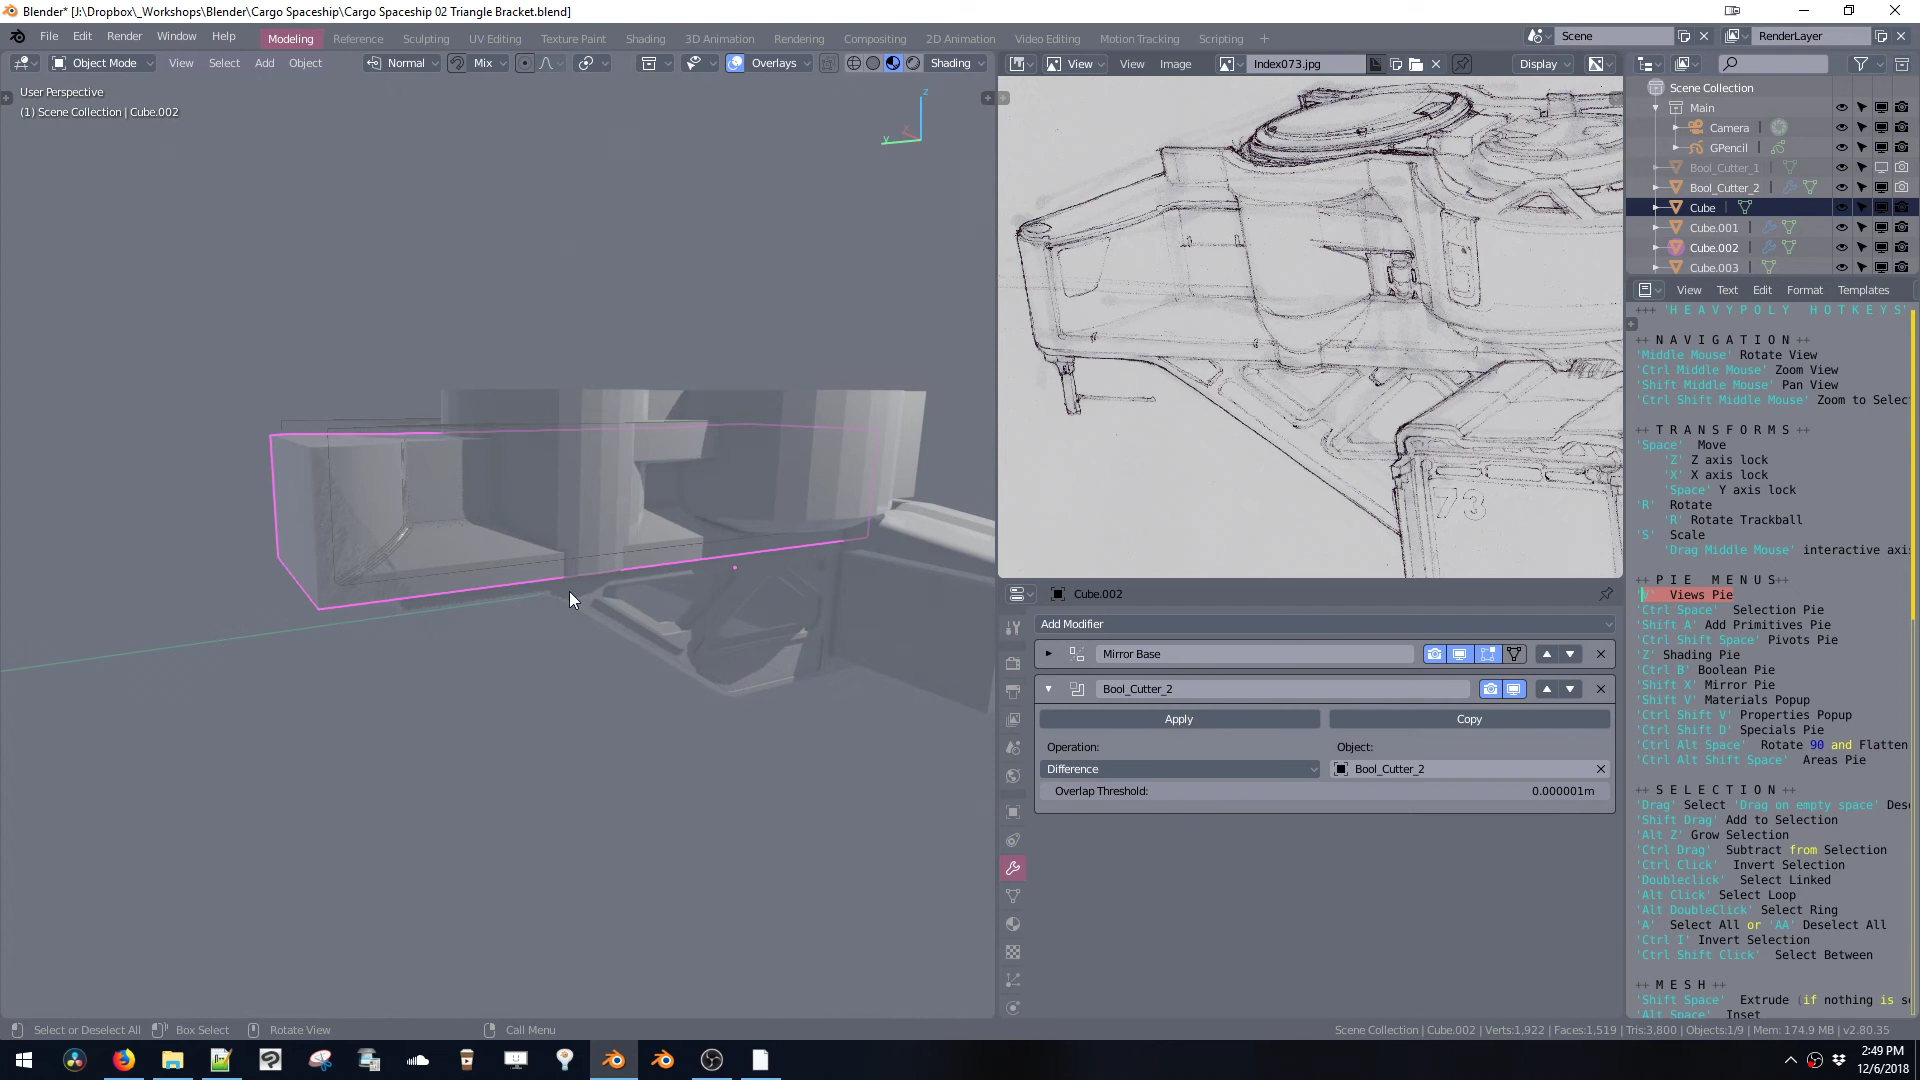 Blender* [J:\Dropbox\_Workshops\Blender\Cargo Spaceship\Cargo Spaceship 02 Triangle Bracket.blend]
File Edit Render Window Help
Modeling Reference Sculpting UV Editing Texture Paint Shading 3D Animation Rendering Compositing 2D Animation Video Editing Motion Tracking Scripting +
Scene
RenderLayer
Object Mode View Select Add Object Normal Mix Overlays Shading
View View Image Index073.jpg Display
User Perspective
(1) Scene Collection | Cube.002
z
y
73
Scene Collection
Main
Camera
GPencil
Bool_Cutter_1
Bool_Cutter_2
Cube
Cube.001
Cube.002
Cube.003
View Text Edit Format Templates
+++ 'H E A V Y P O L Y   H O T K E Y S'
++ N A V I G A T I O N ++
'Middle Mouse' Rotate View
'Ctrl Middle Mouse' Zoom View
'Shift Middle Mouse' Pan View
'Ctrl Shift Middle Mouse' Zoom to Selec
++ T R A N S F O R M S ++
'Space' Move
'Z' Z axis lock
'X' X axis lock
'Space' Y axis lock
'R' Rotate
'R' Rotate Trackball
'S' Scale
'Drag Middle Mouse' interactive axi
++ P I E   M E N U S++
'V' Views Pie
'Ctrl Space' Selection Pie
'Shift A' Add Primitives Pie
'Ctrl Shift Space' Pivots Pie
'Z' Shading Pie
'Ctrl B' Boolean Pie
'Shift X' Mirror Pie
'Shift V' Materials Popup
'Ctrl Shift V' Properties Popup
'Ctrl Shift D' Specials Pie
'Ctrl Alt Space' Rotate 90 and Flatten
'Ctrl Alt Shift Space' Areas Pie
++ S E L E C T I O N ++
'Drag' Select 'Drag on empty space' Des
'Shift Drag' Add to Selection
'Alt Z' Grow Selection
'Ctrl Drag' Subtract from Selection
'Ctrl Click' Invert Selection
'Doubleclick' Select Linked
'Alt Click' Select Loop
'Alt DoubleClick' Select Ring
'A' Select All or 'AA' Deselect All
'Ctrl I' Invert Selection
'Ctrl Shift Click' Select Between
++ M E S H ++
'Shift Space' Extrude (if nothing is se
'Alt Space' Inset
Cube.002
Add Modifier
Mirror Base
Bool_Cutter_2
Apply Copy
Operation: Object:
Difference Bool_Cutter_2
Overlap Threshold: 0.000001m
Select or Deselect All Box Select Rotate View Call Menu
Scene Collection | Cube.002 | Verts:1,922 | Faces:1,519 | Tris:3,800 | Objects:1/9 | Mem: 174.9 MB | v2.80.35
2:49 PM
12/6/2018